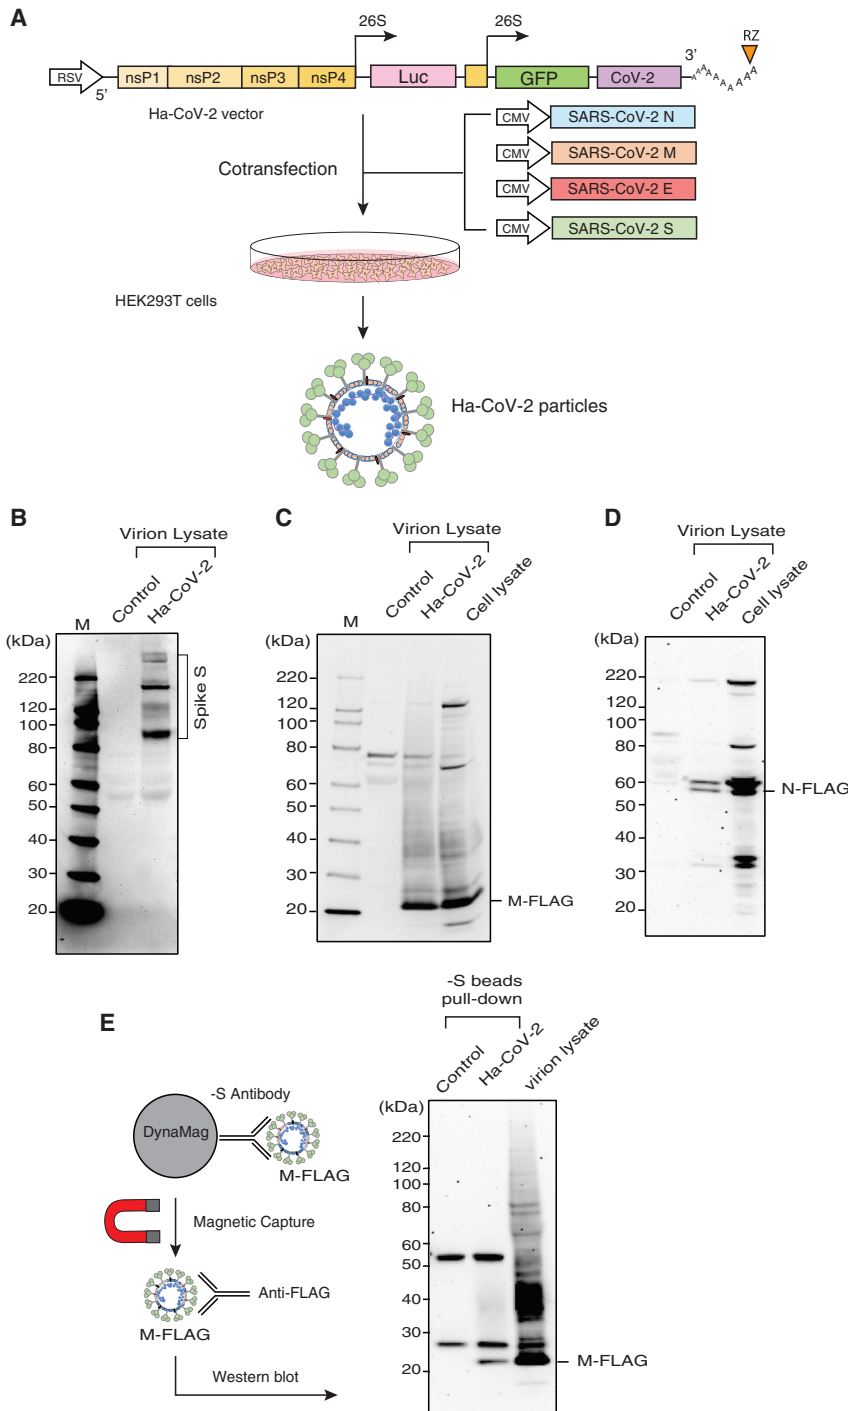 A
26S
26S
RZ
RSV
5’
nsP1
nsP2
nsP3
nsP4
Luc
GFP
CoV-2
3’
AAAAAAAAAA
Ha-CoV-2 vector
CMV
SARS-CoV-2 N
CMV
SARS-CoV-2 M
Cotransfection
CMV
SARS-CoV-2 E
CMV
SARS-CoV-2 S
HEK293T cells
Ha-CoV-2 particles
B
Virion Lysate
Control
Ha-CoV-2
M
(kDa)
220
120
100
80
60
50
40
30
20
Spike S
C
Virion Lysate
Control
Ha-CoV-2
Cell lysate
M
(kDa)
220
120
100
80
60
50
40
30
20
M-FLAG
D
Virion Lysate
Control
Ha-CoV-2
Cell lysate
(kDa)
220
120
100
80
60
50
40
30
20
N-FLAG
E
-S Antibody
DynaMag
M-FLAG
Magnetic Capture
Anti-FLAG
M-FLAG
Western blot
-S beads
pull-down
Control
Ha-CoV-2
virion lysate
(kDa)
220
120
100
80
60
50
40
30
20
M-FLAG